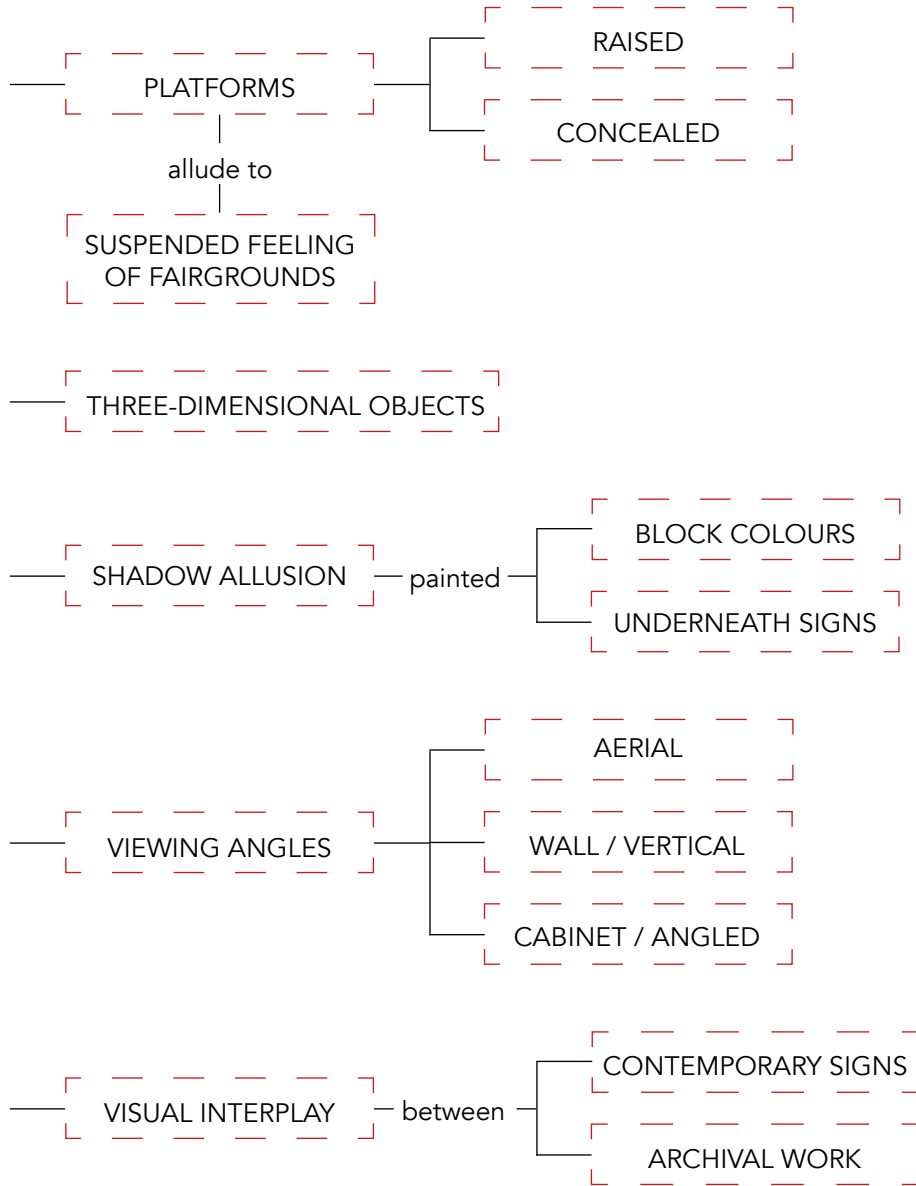 RAISED
PLATFORMS
CONCEALED
allude to
SUSPENDED FEELING
OF FAIRGROUNDS
THREE-DIMENSIONAL OBJECTS
BLOCK COLOURS
SHADOW ALLUSION
painted
UNDERNEATH SIGNS
AERIAL
VIEWING ANGLES
WALL / VERTICAL
CABINET / ANGLED
CONTEMPORARY SIGNS
VISUAL INTERPLAY
between
ARCHIVAL WORK